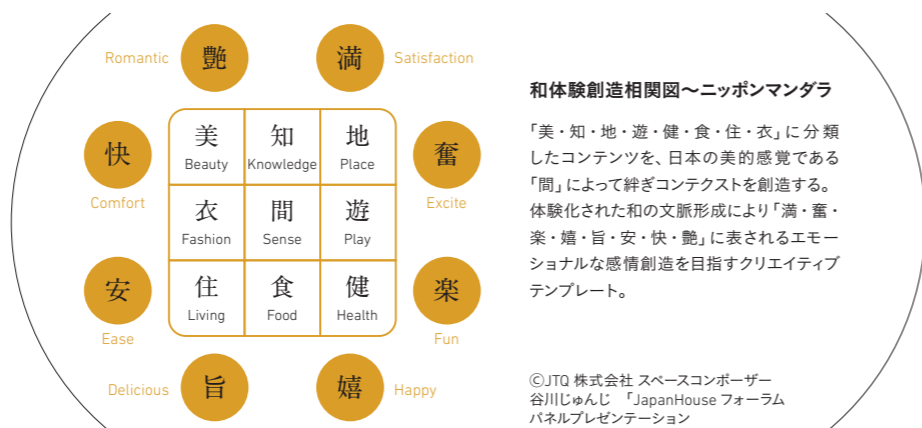 Romantic 艶 満 Satisfaction
快 美 知 地 奮
Beauty Knowledge Place
Comfort Excite
衣 間 遊
Fashion Sense Play
安 住 食 健 楽
Living Food Health
Ease Fun
Delicious 旨 嬉 Happy
和体験創造相関図〜ニッポンマンダラ
「美・知・地・遊・健・食・住・衣」に分類
したコンテンツを、日本の美的感覚である
「間」によって絆ぎコンテクストを創造する。
体験化された和の文脈形成により「満・奮・
楽・嬉・旨・安・快・艶」に表されるエモー
ショナルな感情創造を目指すクリエイティブ
テンプレート。
ⒸJTQ 株式会社 スペースコンポーザー
谷川じゅんじ 「JapanHouse フォーラム
パネルプレゼンテーション